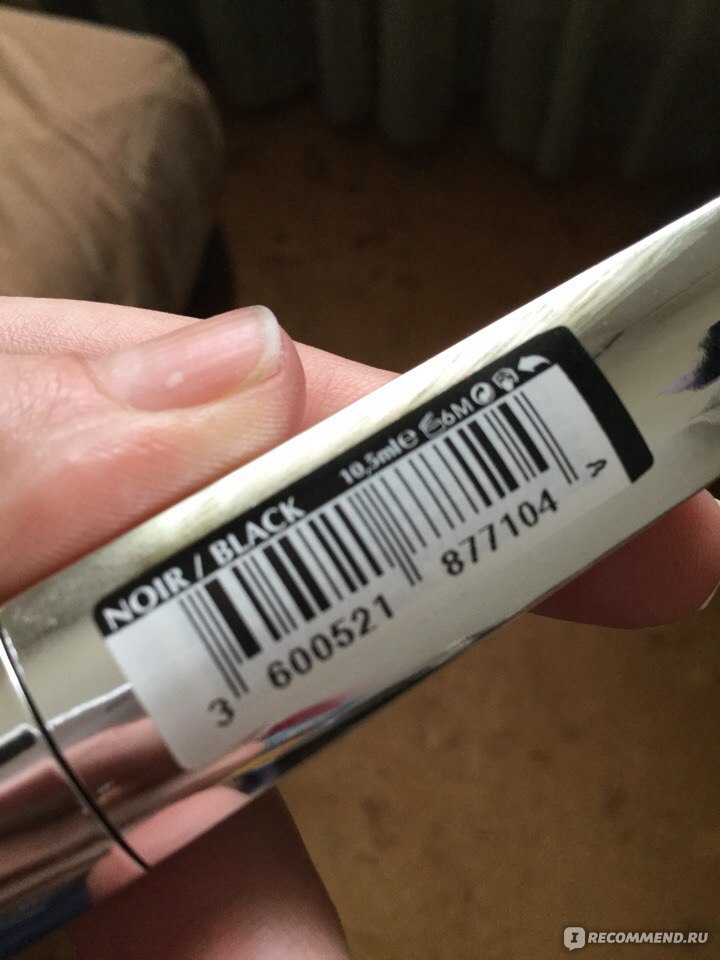 NOIR / BLACK 10,5ml℮ 6M
3 600521 877104 A
I RECOMMEND.RU